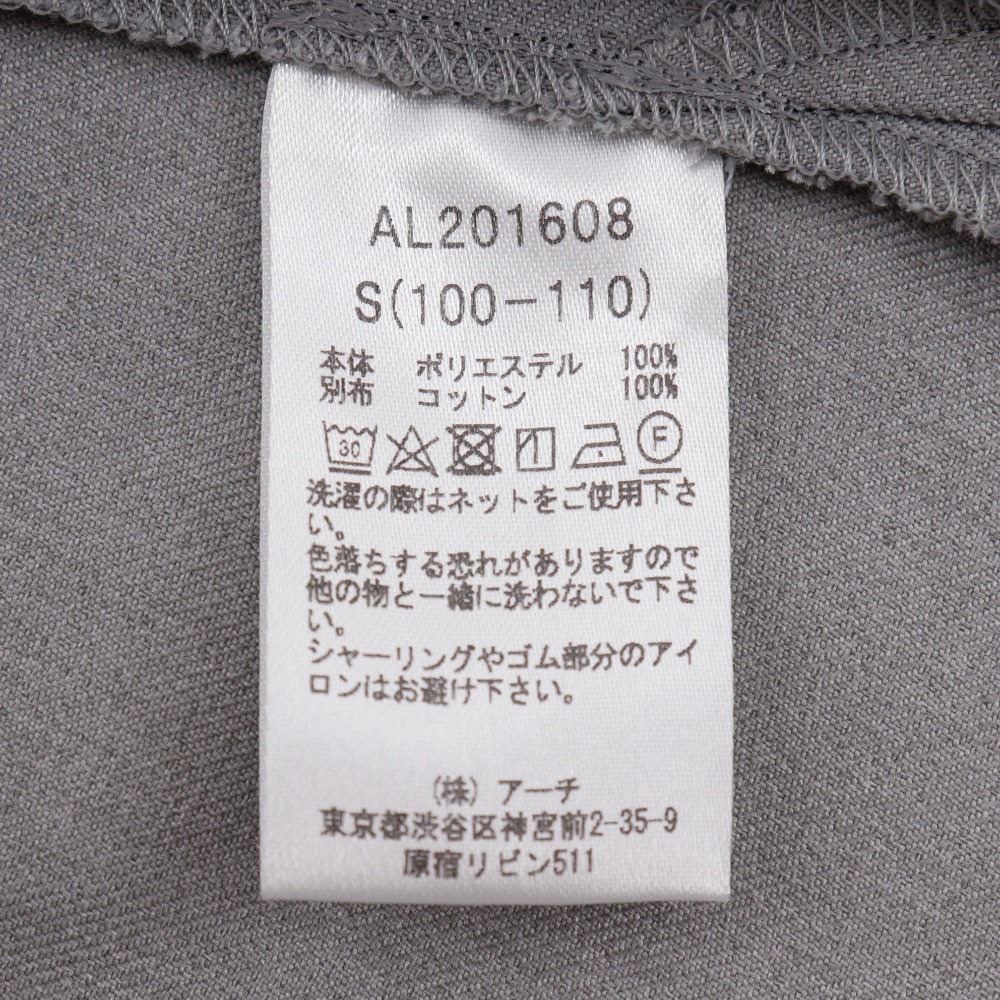 AL201608
S(100-110)
本体 ポリエステル 100%
別布 コットン 100%
30 F
洗濯の際はネットをご使用下さ
い。
色落ちする恐れがありますので
他の物と一緒に洗わないで下さ
い。
シャーリングやゴム部分のアイ
ロンはお避け下さい。
(株) アーチ
東京都渋谷区神宮前2-35-9
原宿リビン511